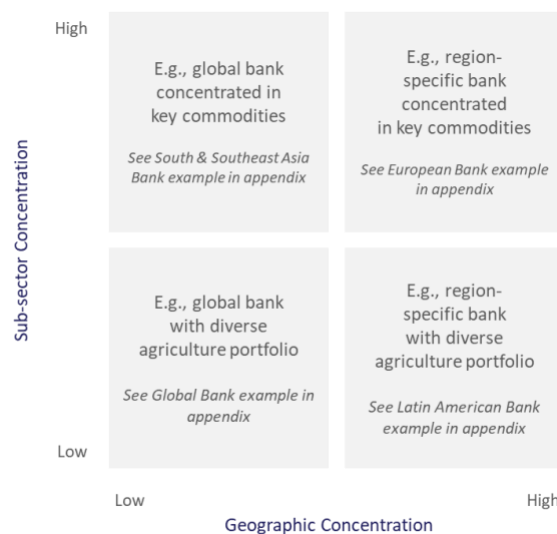 High
E.g., global bank
concentrated in
key commodities
See South & Southeast Asia
Bank example in appendix
E.g., region-
specific bank
concentrated
in key commodities
See European Bank example
in appendix
Sub-sector Concentration
E.g., global bank
with diverse
agriculture portfolio
See Global Bank example in
appendix
E.g., region-
specific bank
with diverse
agriculture portfolio
See Latin American Bank
example in appendix
Low
Low
High
Geographic Concentration